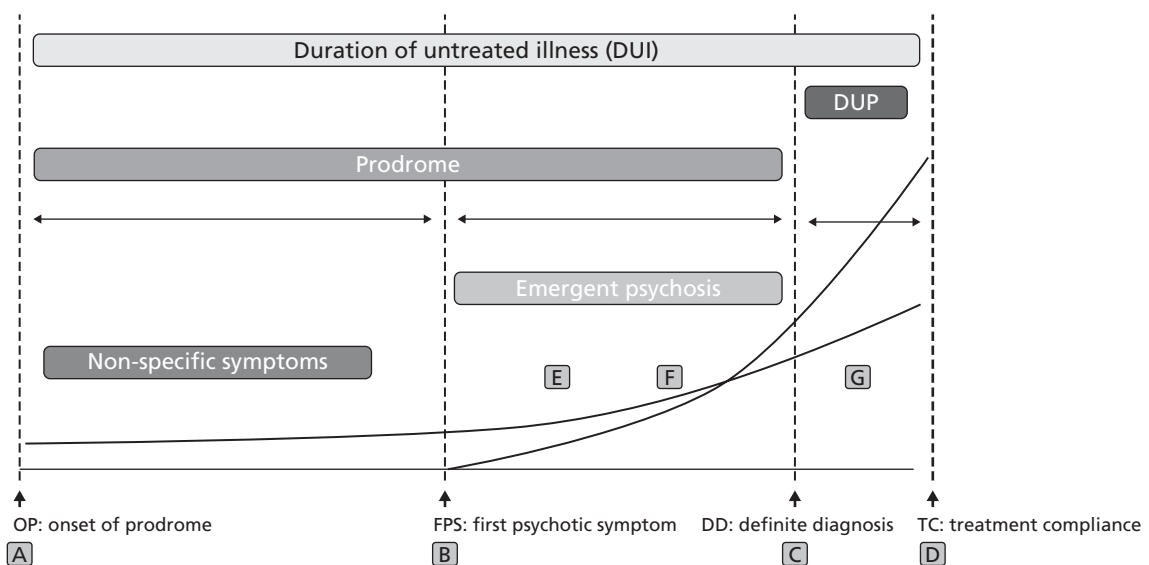 Duration of untreated illness (DUI)
DUP
Prodrome
Emergent psychosis
Non-specific symptoms
E F G
OP: onset of prodrome FPS: first psychotic symptom DD: definite diagnosis TC: treatment compliance
A B C D